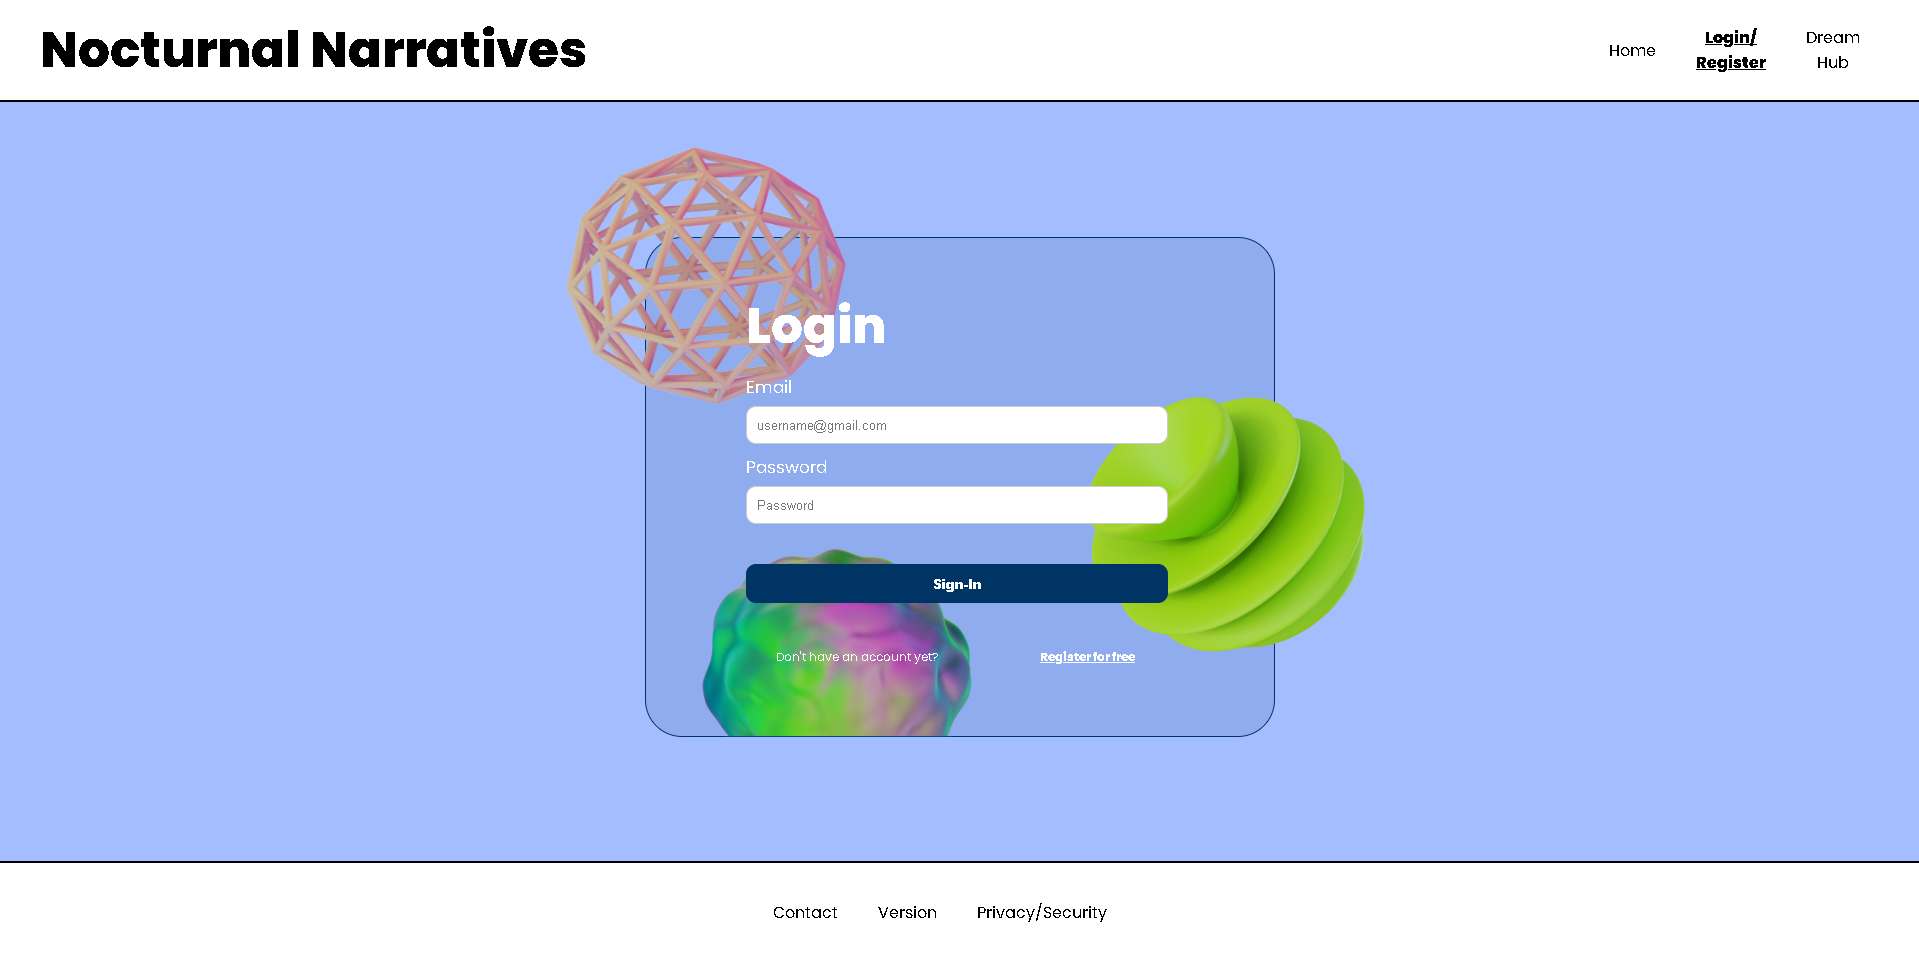 Nocturnal Narratives
Home
Login/
Register
Dream
Hub
Login
Email
username@gmail.com
Password
Password
Sign-In
Don't have an account yet?
Register for free
Contact
Version
Privacy/Security